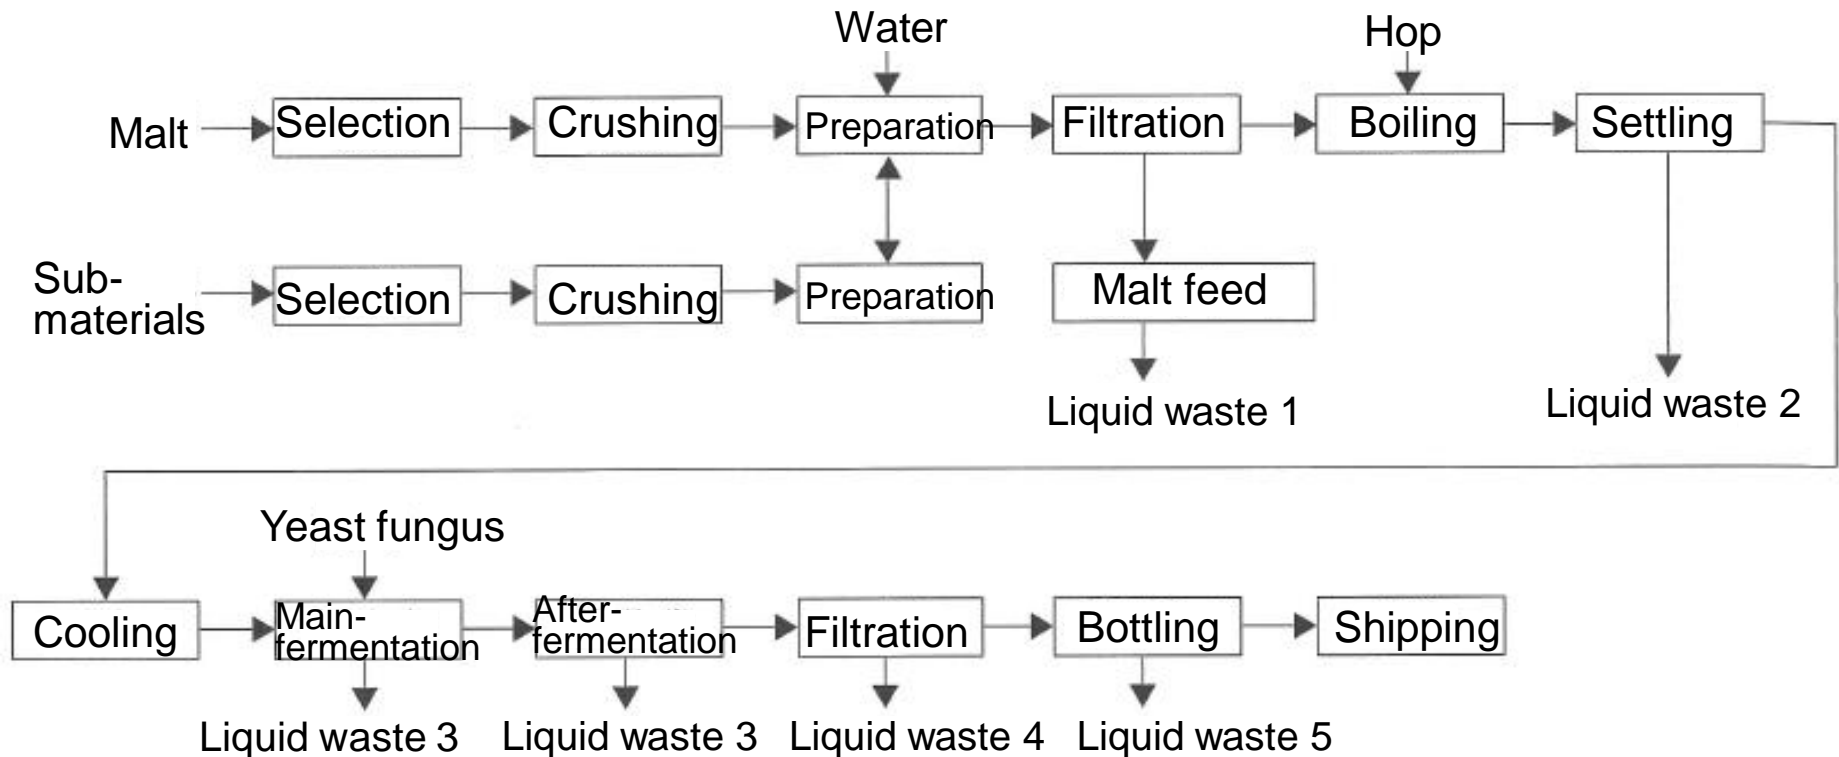 Water
Hop
Malt
Selection
Crushing
Preparation
Filtration
Boiling
Settling
Sub-
materials
Selection
Crushing
Preparation
Malt feed
Liquid waste 1
Liquid waste 2
Yeast fungus
Cooling
Main-
fermentation
After-
fermentation
Filtration
Bottling
Shipping
Liquid waste 3
Liquid waste 3
Liquid waste 4
Liquid waste 5